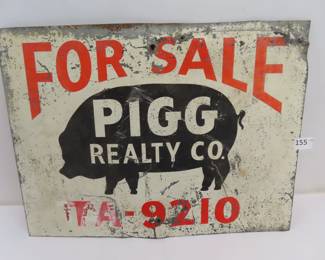 FOR SALE
PIGG
REALTY CO.
TA-9210
155